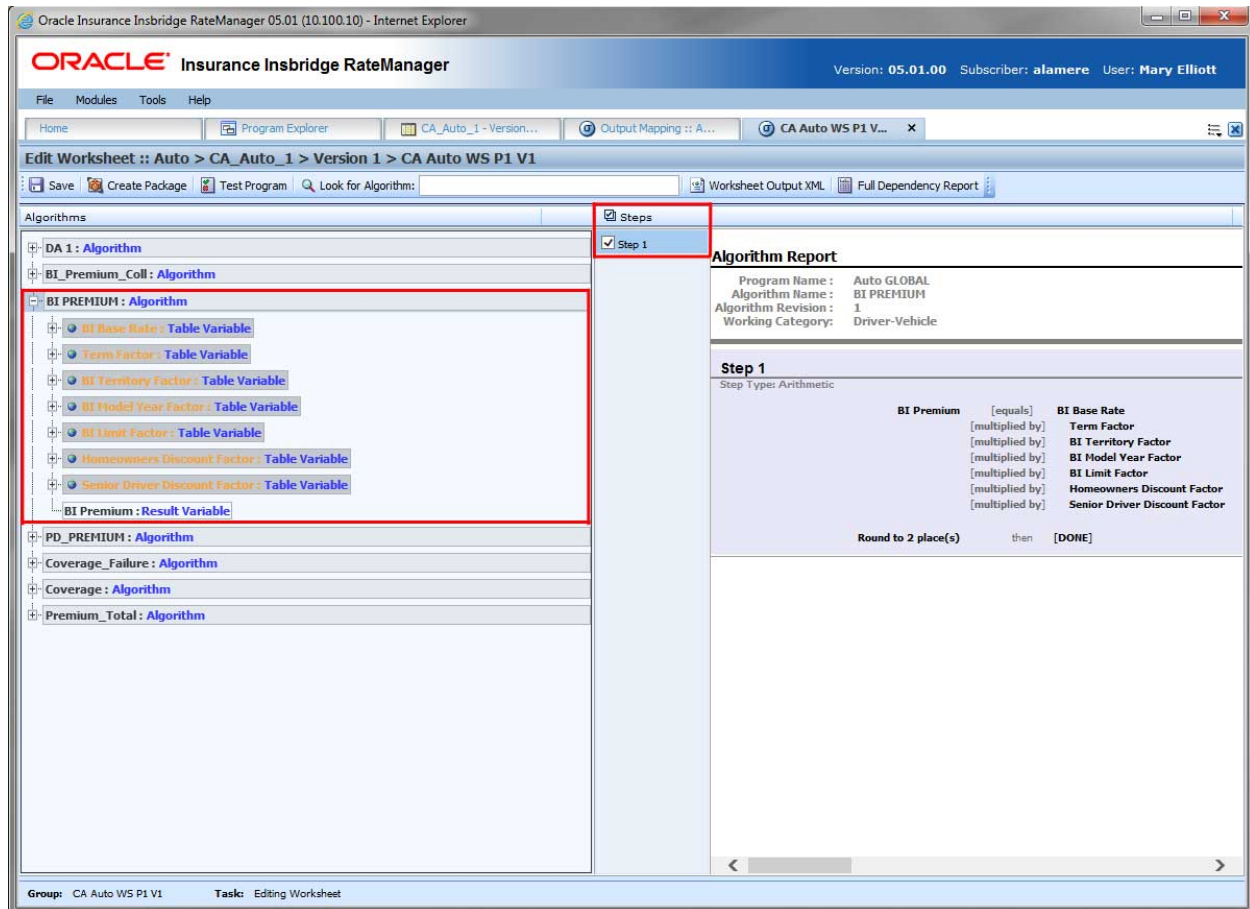 Oracle Insurance Insbridge RateManager 05.01 (10.100.10) - Internet Explorer
ORACLE Insurance Insbridge RateManager
Version: 05.01.00 Subscriber: alamere User: Mary Elliott
File Modules Tools Help
Home Program Explorer CA_Auto_1 - Version... Output Mapping :: A... CA Auto WS P1 V... x
Edit Worksheet :: Auto > CA_Auto_1 > Version 1 > CA Auto WS P1 V1
Save Create Package Test Program Look for Algorithm: Worksheet Output XML Full Dependency Report
Algorithms
DA 1 : Algorithm
BI_Premium_Coll : Algorithm
BI PREMIUM : Algorithm
BI Base Rate : Table Variable
Term Factor : Table Variable
BI Territory Factor : Table Variable
BI Model Year Factor : Table Variable
BI Limit Factor : Table Variable
Homeowners Discount Factor : Table Variable
Senior Driver Discount Factor : Table Variable
BI Premium : Result Variable
PD_PREMIUM : Algorithm
Coverage_Failure : Algorithm
Coverage : Algorithm
Premium_Total : Algorithm
Steps
Step 1
Algorithm Report
Program Name : Auto GLOBAL
Algorithm Name : BI PREMIUM
Algorithm Revision : 1
Working Category: Driver-Vehicle
Step 1
Step Type: Arithmetic
BI Premium [equals] BI Base Rate
[multiplied by] Term Factor
[multiplied by] BI Territory Factor
[multiplied by] BI Model Year Factor
[multiplied by] BI Limit Factor
[multiplied by] Homeowners Discount Factor
[multiplied by] Senior Driver Discount Factor
Round to 2 place(s) then [DONE]
Group: CA Auto WS P1 V1 Task: Editing Worksheet